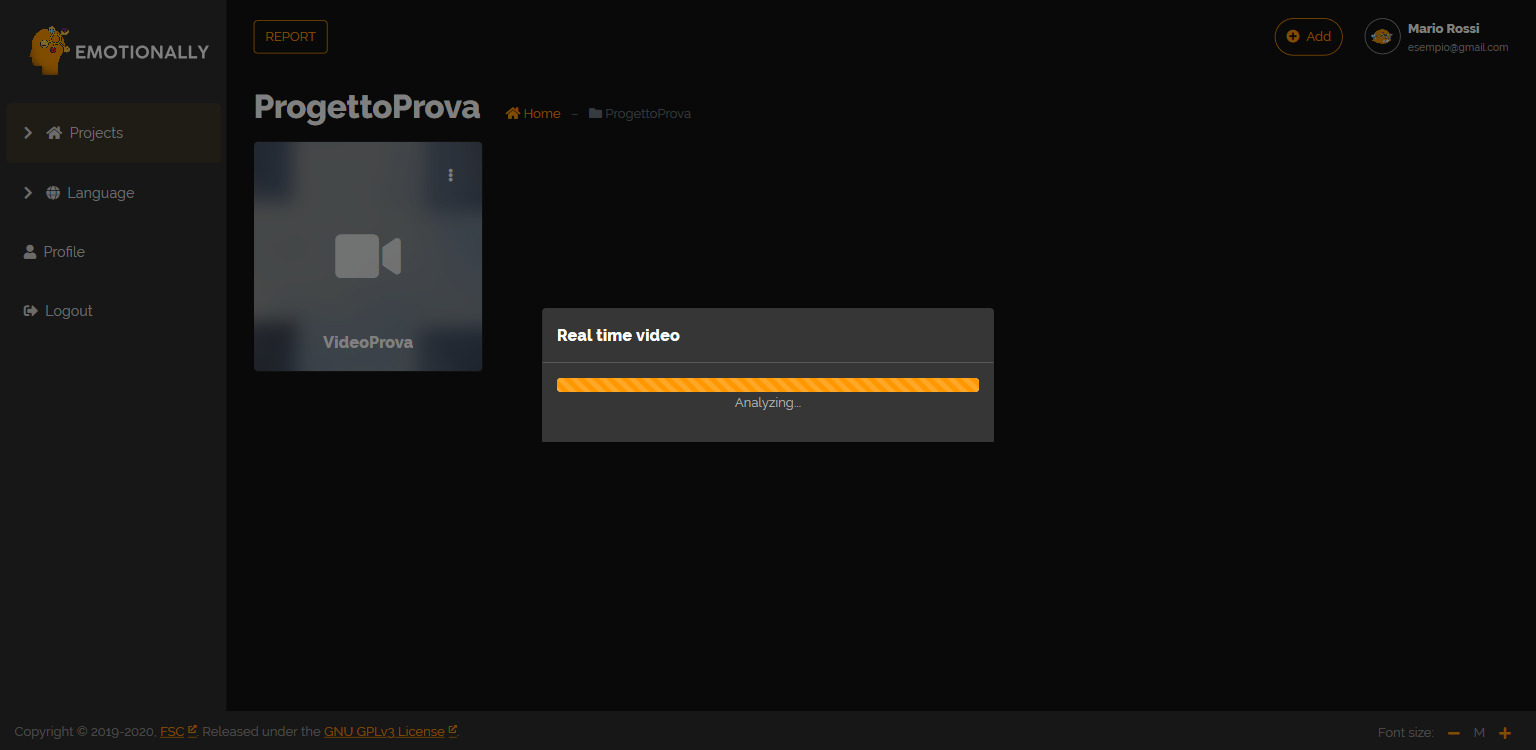 EMOTIONALLY
REPORT
Add
Mario Rossi
esempio@gmail.com
Projects
Language
Profile
Logout
ProgettoProva
Home – ProgettoProva
VideoProva
Real time video
Analyzing...
Copyright © 2019-2020, FSC. Released under the GNU GPLv3 License.
Font size: M